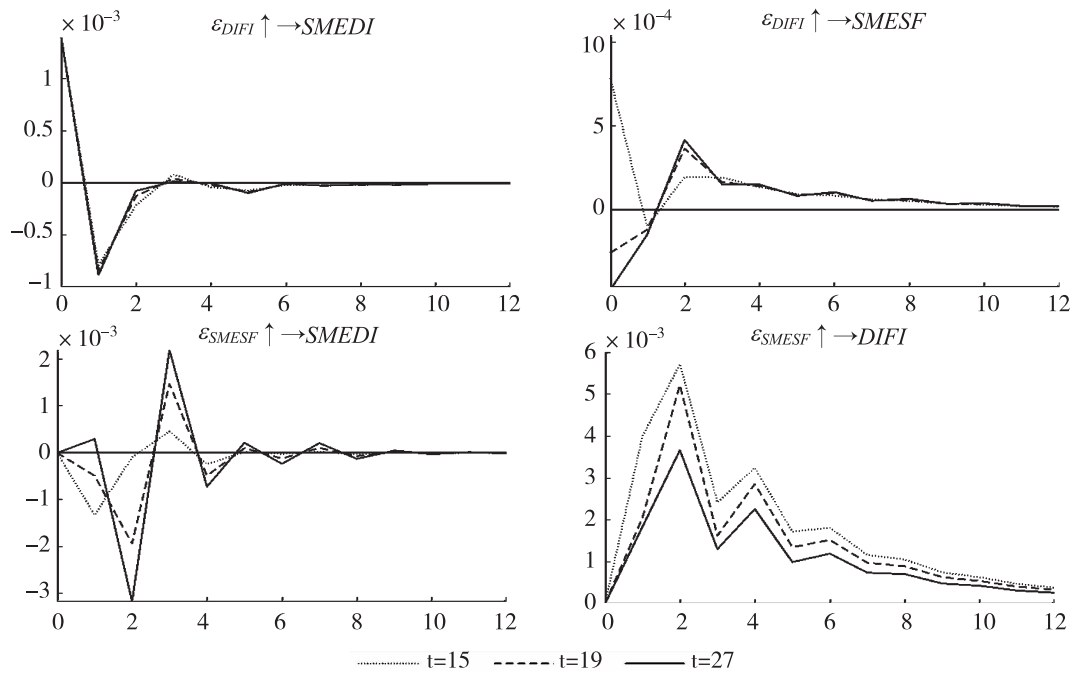 × 10⁻³
ε_DIFI ↑ →SMEDI
1
0.5
0
−0.5
−1
0 2 4 6 8 10 12
× 10⁻⁴
ε_DIFI ↑ →SMESF
10
5
0
0 2 4 6 8 10 12
× 10⁻³
ε_SMESF ↑ →SMEDI
2
1
0
−1
−2
−3
0 2 4 6 8 10 12
× 10⁻³
ε_SMESF ↑ →DIFI
6
5
4
3
2
1
0
0 2 4 6 8 10 12
t=15 t=19 t=27